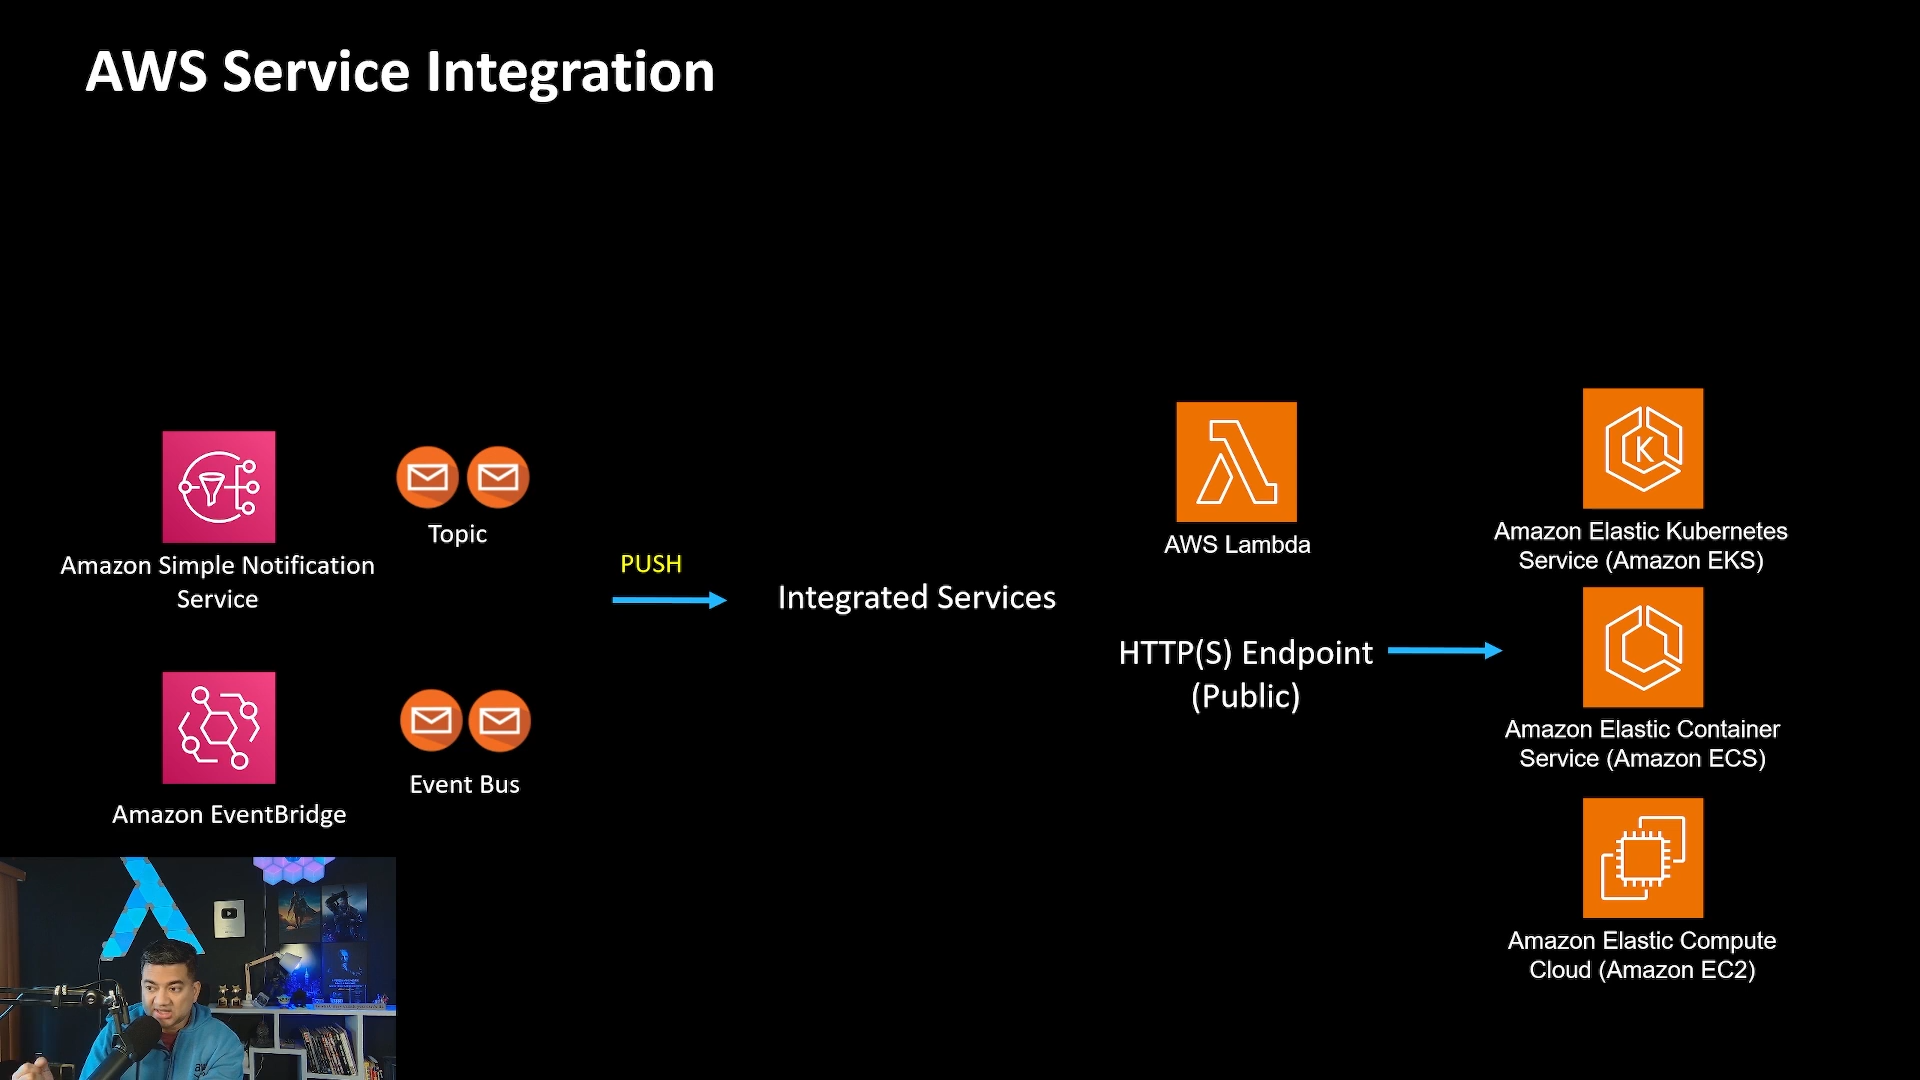 AWS Service Integration
Amazon Simple Notification
Service
Topic
Amazon EventBridge
Event Bus
PUSH
Integrated Services
AWS Lambda
HTTP(S) Endpoint
(Public)
K
Amazon Elastic Kubernetes
Service (Amazon EKS)
Amazon Elastic Container
Service (Amazon ECS)
Amazon Elastic Compute
Cloud (Amazon EC2)